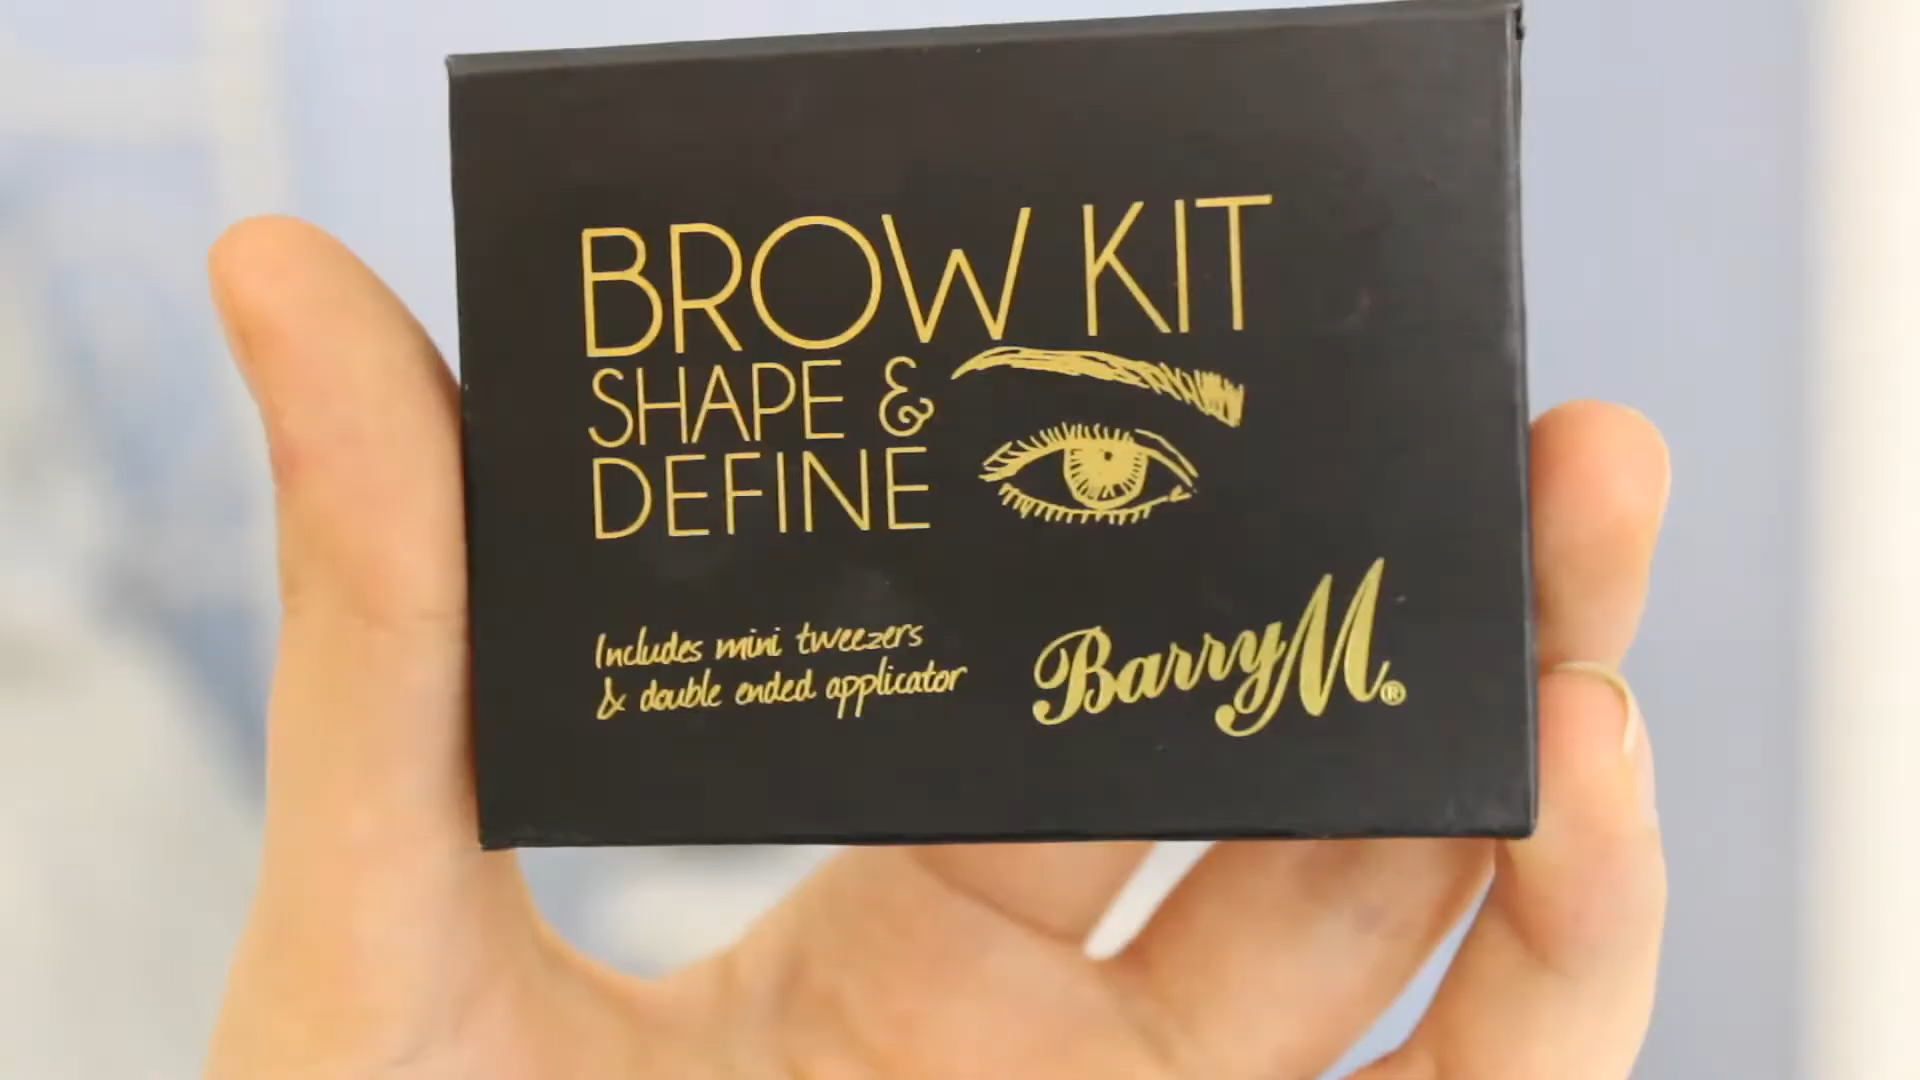 BROW KIT
SHAPE &
DEFINE
Includes mini tweezers
& double ended applicator
Barry M®